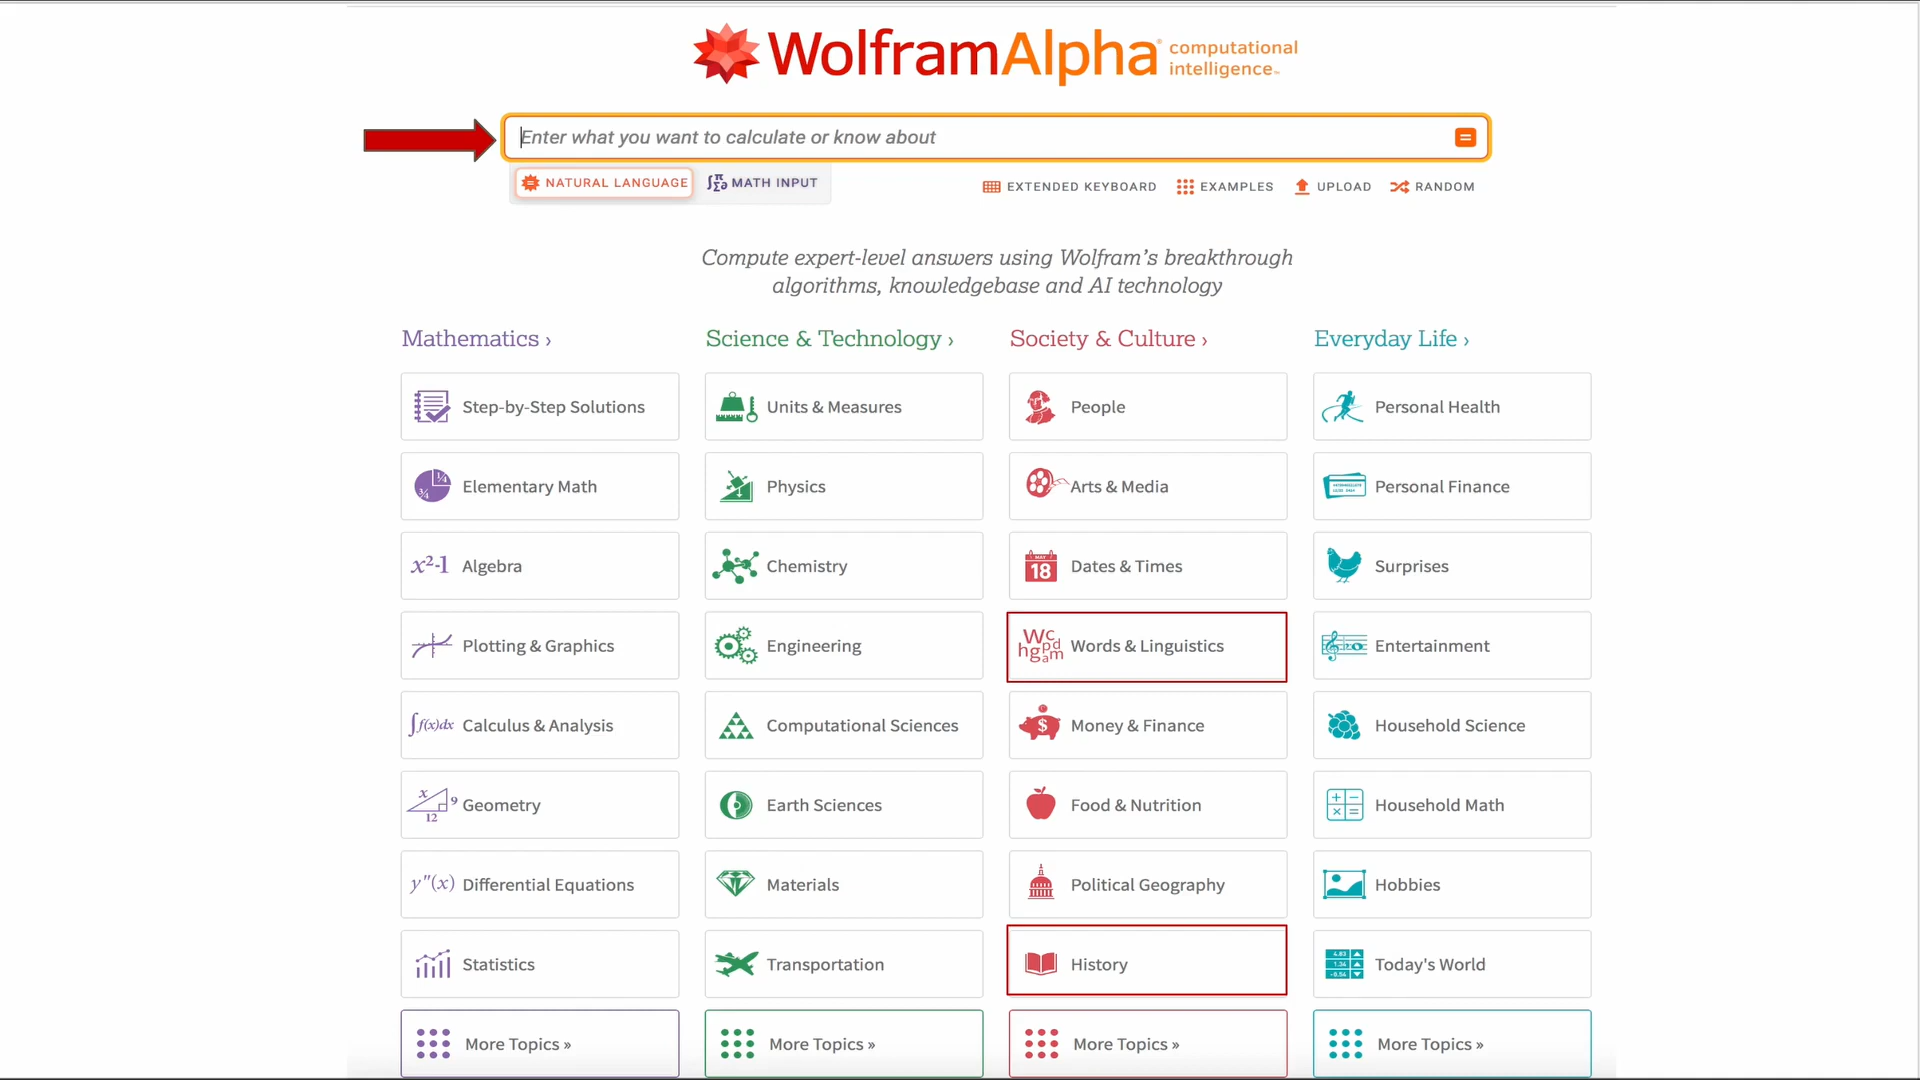 WolframAlpha computational
intelligence™
Enter what you want to calculate or know about
NATURAL LANGUAGE
MATH INPUT
EXTENDED KEYBOARD
EXAMPLES
UPLOAD
RANDOM
Compute expert-level answers using Wolfram's breakthrough
algorithms, knowledgebase and AI technology
Mathematics ›
Step-by-Step Solutions
Elementary Math
x²-1 Algebra
Plotting & Graphics
∫f(x)dx Calculus & Analysis
x 9 12 Geometry
y″(x) Differential Equations
Statistics
More Topics »
Science & Technology ›
Units & Measures
Physics
Chemistry
Engineering
Computational Sciences
Earth Sciences
Materials
Transportation
More Topics »
Society & Culture ›
People
Arts & Media
MAY 18 Dates & Times
Words & Linguistics
Money & Finance
Food & Nutrition
Political Geography
History
More Topics »
Everyday Life ›
Personal Health
Personal Finance
Surprises
Entertainment
Household Science
Household Math
Hobbies
Today's World
More Topics »